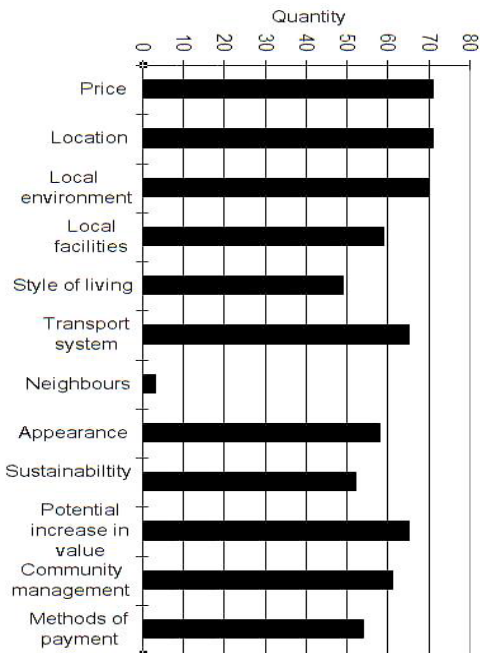 Quantity
0 10 20 30 40 50 60 70 80
Price
Location
Local
environment
Local
facilities
Style of living
Transport
system
Neighbours
Appearance
Sustainabiltity
Potential
increase in
value
Community
management
Methods of
payment